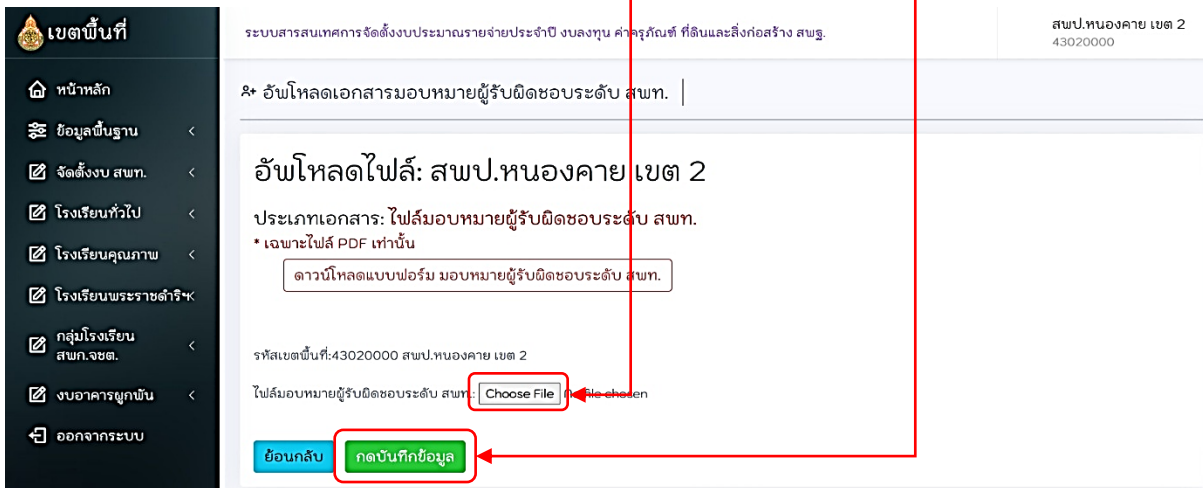 เขตพื้นที่
ระบบสารสนเทศการจัดตั้งงบประมาณรายจ่ายประจำปี งบลงทุน ค่าครุภัณฑ์ ที่ดินและสิ่งก่อสร้าง สพฐ.
สพป.หนองคาย เขต 2
43020000
หน้าหลัก
ข้อมูลพื้นฐาน
จัดตั้งงบ สพท.
โรงเรียนทั่วไป
โรงเรียนคุณภาพ
โรงเรียนพระราชดำริฯ
กลุ่มโรงเรียน
สพก.จชต.
งบอาคารผูกพัน
ออกจากระบบ
อัพโหลดเอกสารมอบหมายผู้รับผิดชอบระดับ สพท.
อัพโหลดไฟล์: สพป.หนองคาย เขต 2
ประเภทเอกสาร: ไฟล์มอบหมายผู้รับผิดชอบระดับ สพท.
* เฉพาะไฟล์ PDF เท่านั้น
ดาวน์โหลดแบบฟอร์ม มอบหมายผู้รับผิดชอบระดับ สพท.
รหัสเขตพื้นที่:43020000 สพป.หนองคาย เขต 2
ไฟล์มอบหมายผู้รับผิดชอบระดับ สพท.: Choose File No file chosen
ย้อนกลับ กดบันทึกข้อมูล